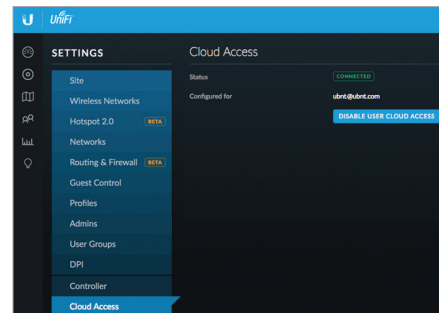 U UniFi
SETTINGS
Site
Wireless Networks
Hotspot 2.0 BETA
Networks
Routing & Firewall BETA
Guest Control
Profiles
Admins
User Groups
DPI
Controller
Cloud Access
Cloud Access
Status CONNECTED
Configured for ubnt@ubnt.com
DISABLE USER CLOUD ACCESS